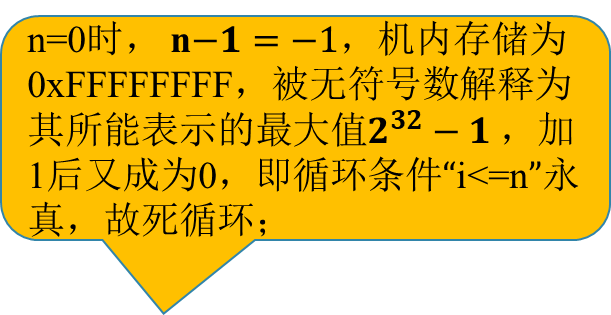 n=0时， n−1 = −1，机内存储为
0xFFFFFFFF，被无符号数解释为
其所能表示的最大值2³² − 1 ，加
1后又成为0，即循环条件“i<=n”永
真，故死循环；